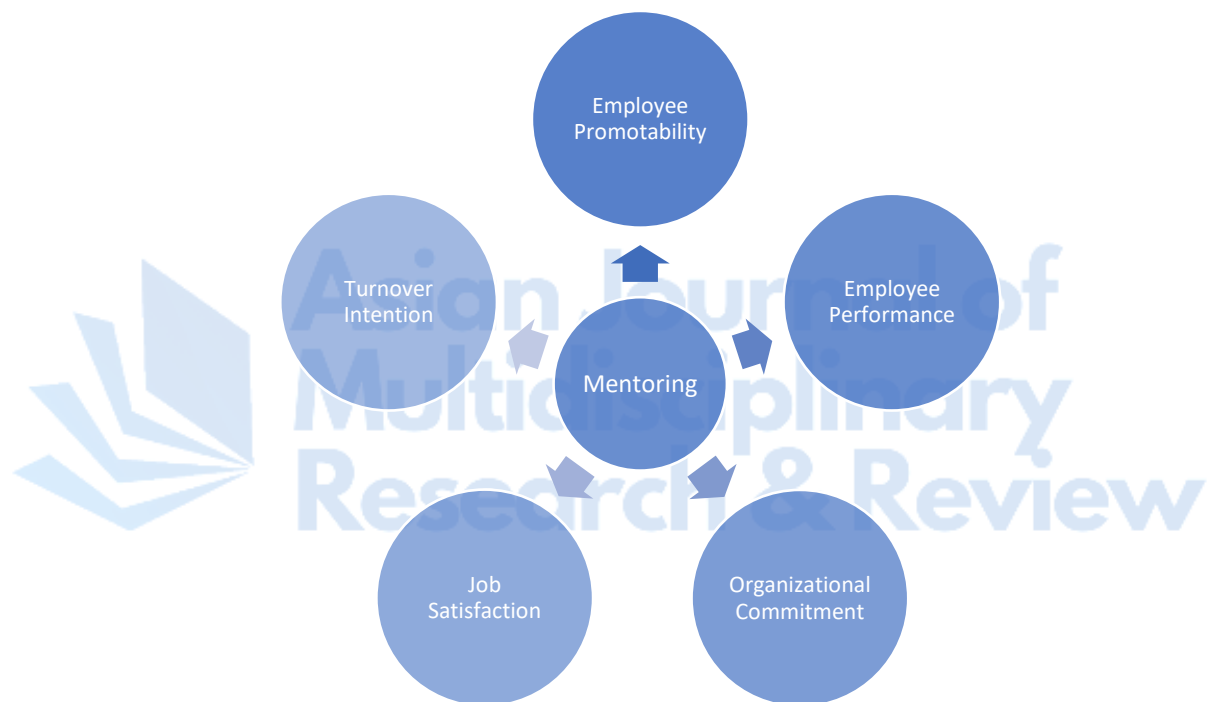 Employee
Promotability
Turnover
Intention
Employee
Performance
Mentoring
Job
Satisfaction
Organizational
Commitment
Asian Journal of
Multidisciplinary
Research & Review